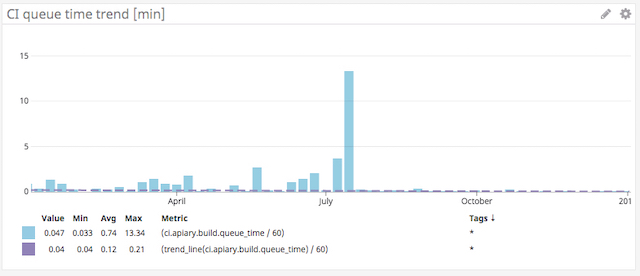 CI queue time trend [min]
15
10
5
0
April July October 201
Value Min Avg Max Metric Tags ↓
0.047 0.033 0.74 13.34 (ci.apiary.build.queue_time / 60) *
0.04 0.04 0.12 0.21 (trend_line(ci.apiary.build.queue_time) / 60) *